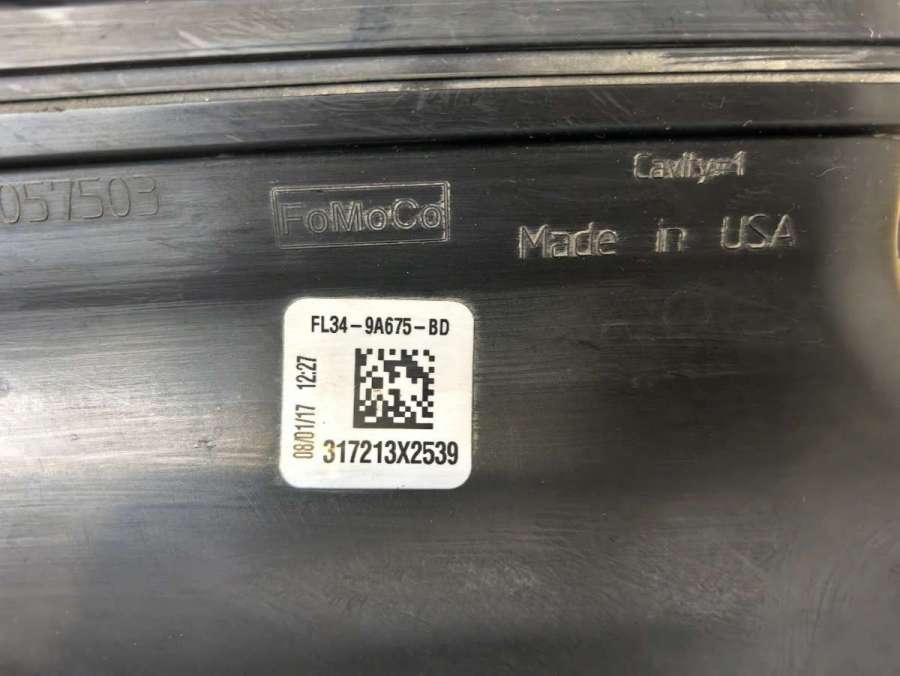 Cavity#1
057503
FoMoCo
Made in USA
FL34-9A675-BD
08/01/17 12:27
317213X2539